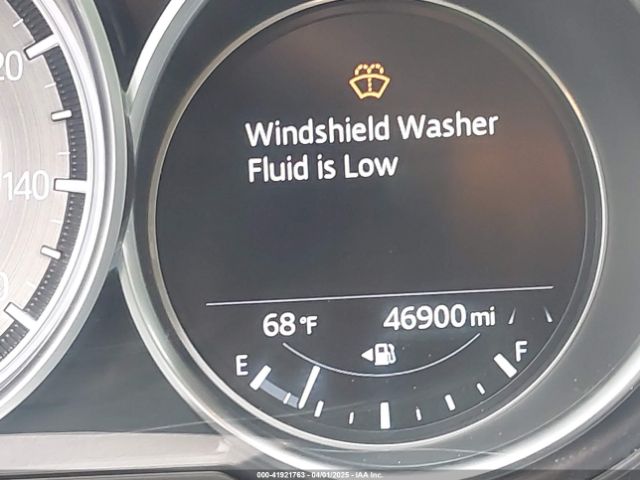 20
Windshield Washer
Fluid is Low
140
68 °F
46900 mi
E
F
000-41921763 - 04/01/2025 - IAA Inc.